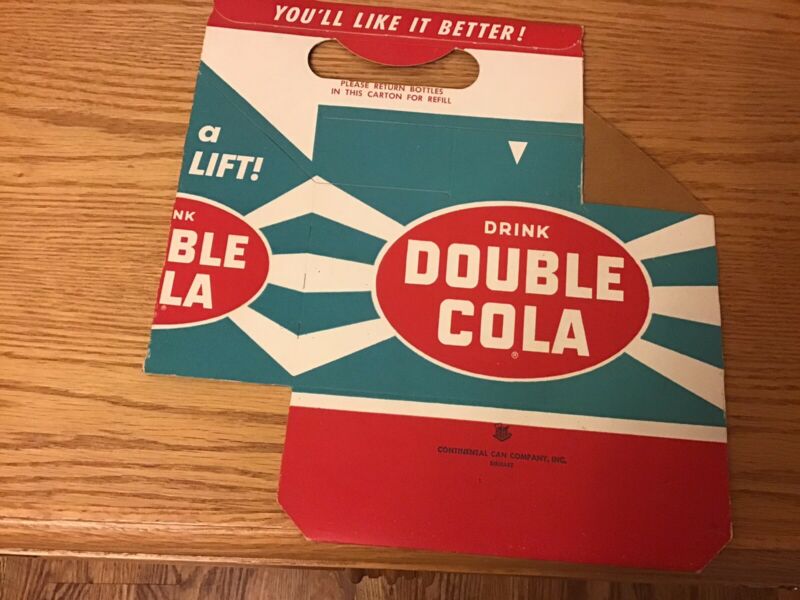 YOU'LL LIKE IT BETTER!
PLEASE RETURN BOTTLES
IN THIS CARTON FOR REFILL
a
LIFT!
NK
BLE
LA
®
DRINK
DOUBLE
COLA
®
CONTINENTAL CAN COMPANY, INC.